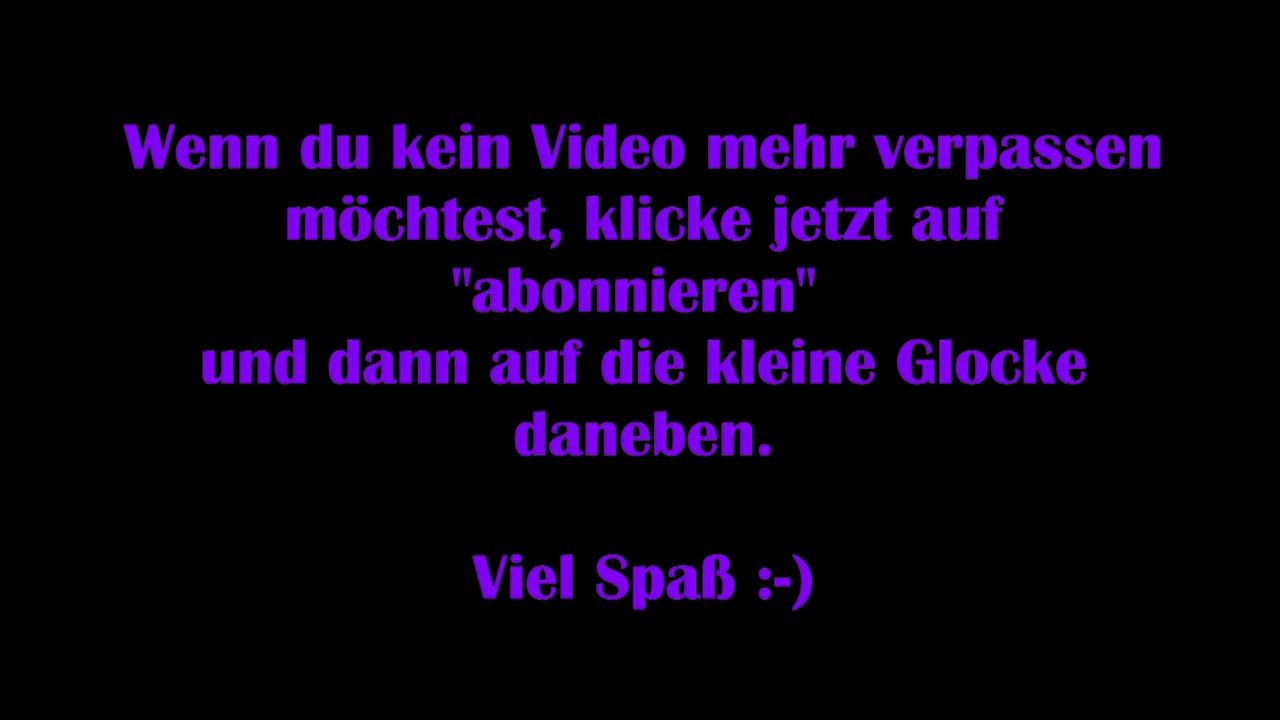 Wenn du kein Video mehr verpassen
möchtest, klicke jetzt auf
"abonnieren"
und dann auf die kleine Glocke
daneben.
Viel Spaß :-)